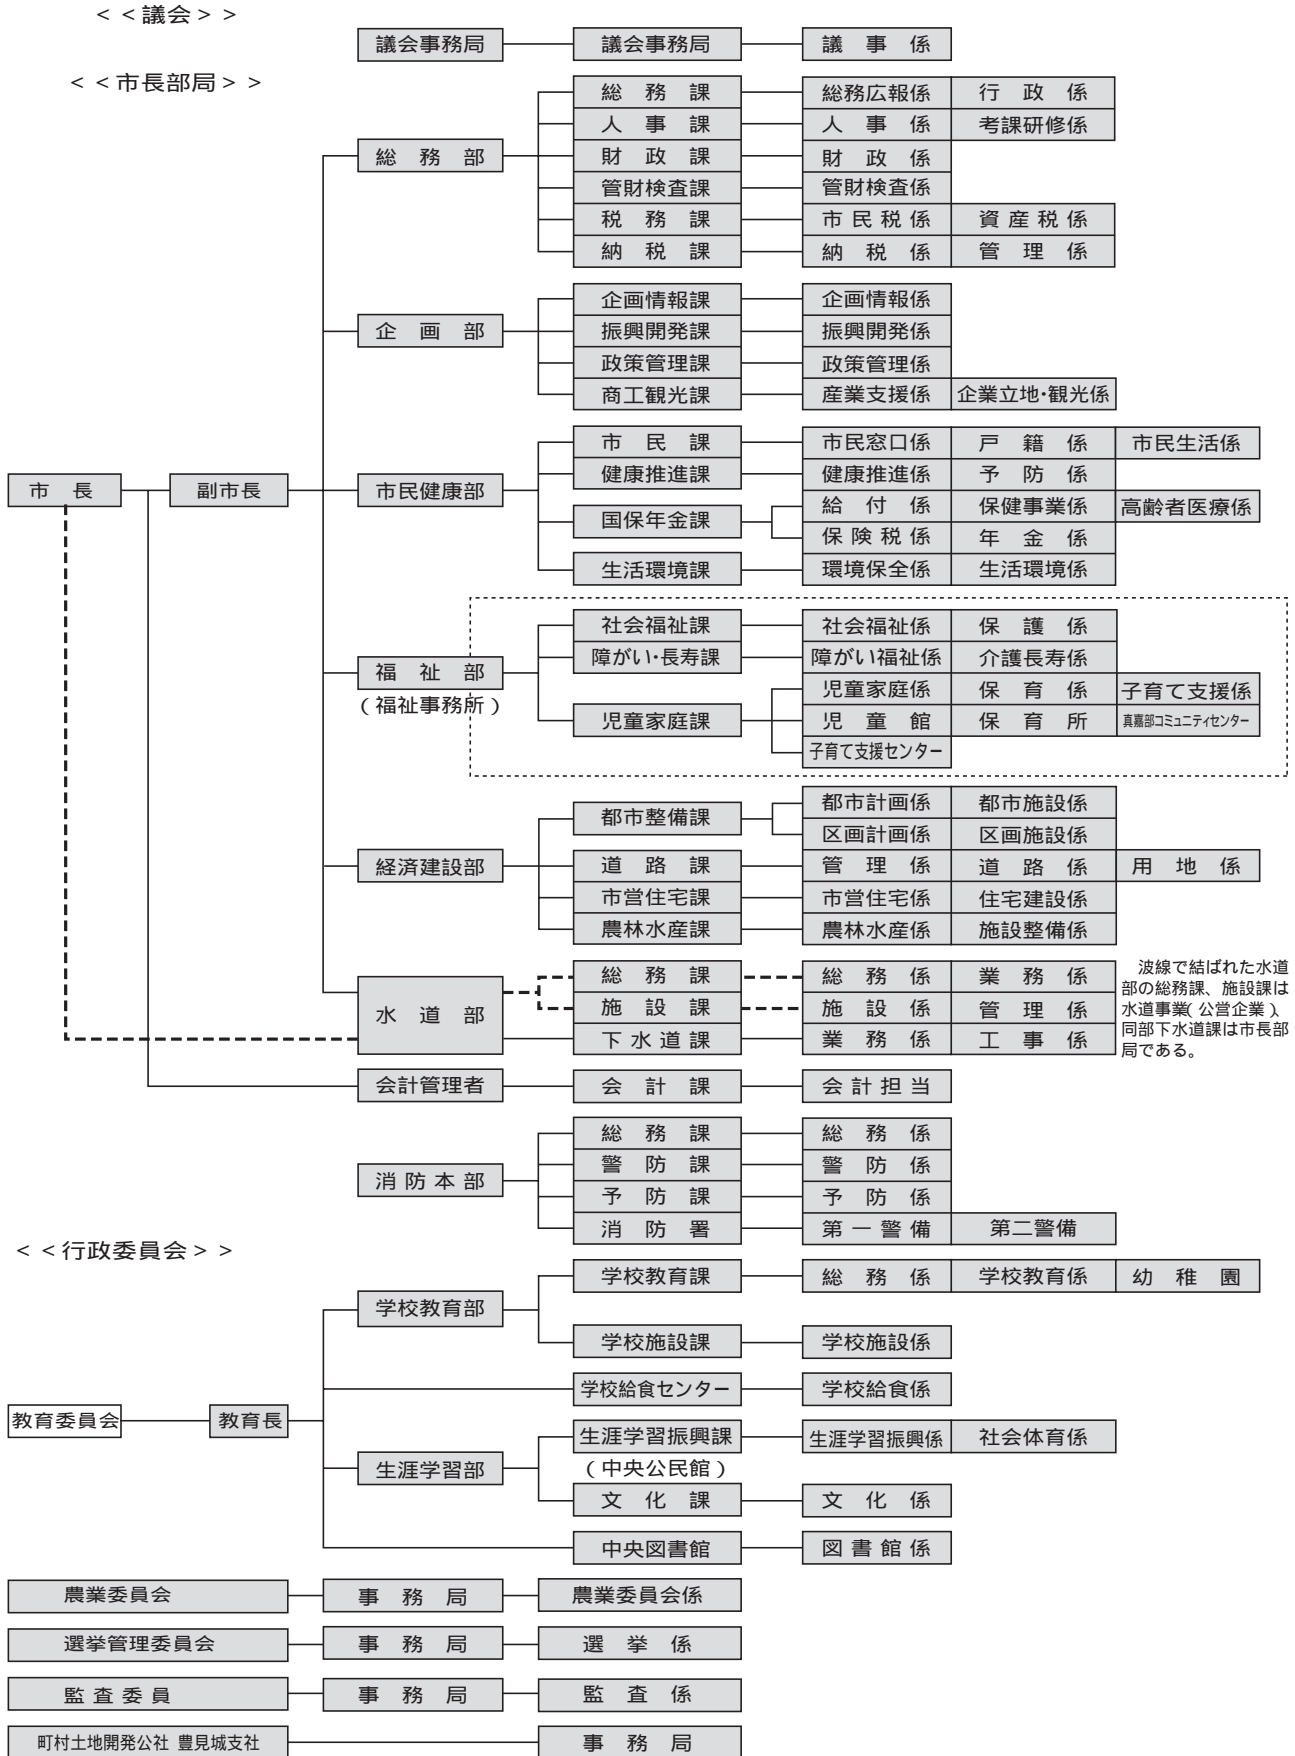 ＜＜議会＞＞
議会事務局 議会事務局 議事係
＜＜市長部局＞＞
総務課 総務広報係 行政係
人事課 人事係 考課研修係
総務部 財政課 財政係
管財検査課 管財検査係
税務課 市民税係 資産税係
納税課 納税係 管理係
企画情報課 企画情報係
企画部 振興開発課 振興開発係
政策管理課 政策管理係
商工観光課 産業支援係 企業立地・観光係
市民課 市民窓口係 戸籍係 市民生活係
健康推進課 健康推進係 予防係
市長 副市長 市民健康部
国保年金課 給付係 保健事業係 高齢者医療係
保険税係 年金係
生活環境課 環境保全係 生活環境係
社会福祉課 社会福祉係 保護係
障がい・長寿課 障がい福祉係 介護長寿係
福祉部
（福祉事務所）
児童家庭係 保育係 子育て支援係
児童家庭課 児童館 保育所 真嘉部コミュニティセンター
子育て支援センター
都市整備課 都市計画係 都市施設係
区画計画係 区画施設係
経済建設部 道路課 管理係 道路係 用地係
市営住宅課 市営住宅係 住宅建設係
農林水産課 農林水産係 施設整備係
総務課 総務係 業務係
水道部 施設課 施設係 管理係
下水道課 業務係 工事係
波線で結ばれた水道
部の総務課、施設課は
水道事業(公営企業)、
同部下水道課は市長部
局である。
会計管理者 会計課 会計担当
総務課 総務係
警防課 警防係
消防本部 予防課 予防係
消防署 第一警備 第二警備
＜＜行政委員会＞＞
学校教育課 総務係 学校教育係 幼稚園
学校教育部
学校施設課 学校施設係
学校給食センター 学校給食係
教育委員会 教育長
生涯学習振興課 生涯学習振興係 社会体育係
生涯学習部 （中央公民館）
文化課 文化係
中央図書館 図書館係
農業委員会 事務局 農業委員会係
選挙管理委員会 事務局 選挙係
監査委員 事務局 監査係
町村土地開発公社 豊見城支社 事務局